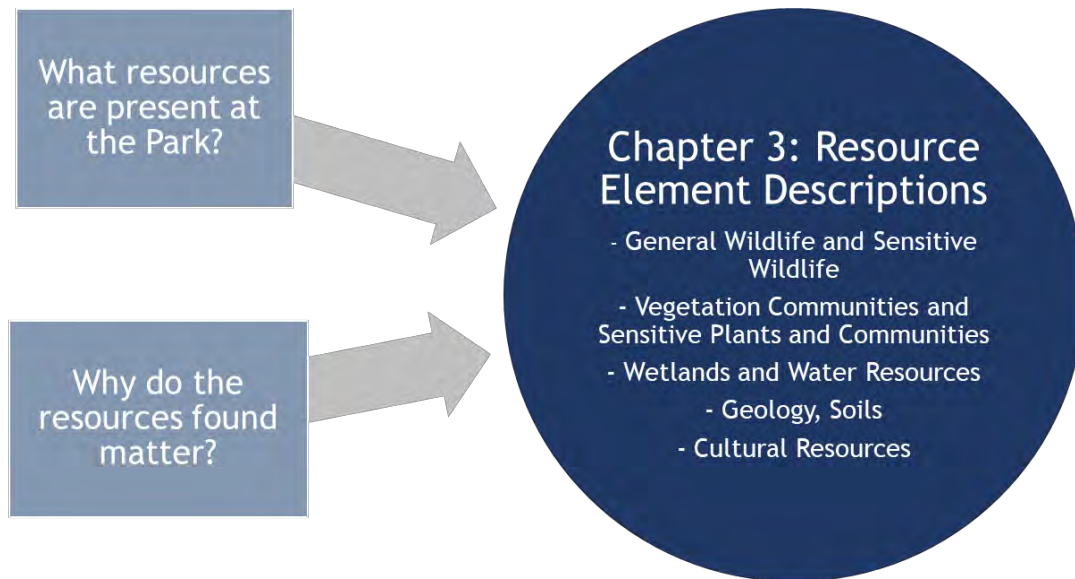 What resources
are present at
the Park?
Why do the
resources found
matter?
Chapter 3: Resource
Element Descriptions
- General Wildlife and Sensitive
Wildlife
- Vegetation Communities and
Sensitive Plants and Communities
- Wetlands and Water Resources
- Geology, Soils
- Cultural Resources